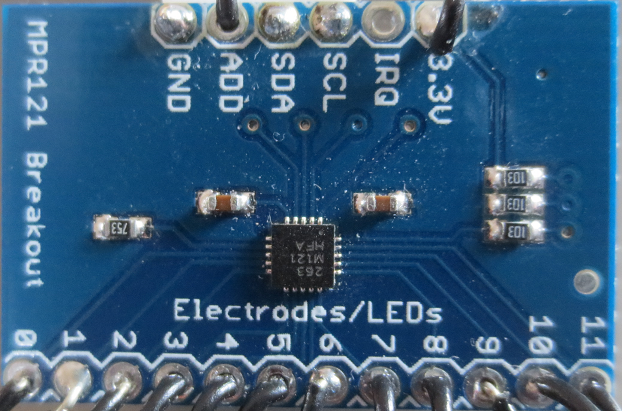 MPR121 Breakout
GND
ADD
SDA
SCL
IRQ
3.3V
753
103
103
103
263
M121
MFA
Electrodes/LEDs
0 1 2 3 4 5 6 7 8 9 10 11